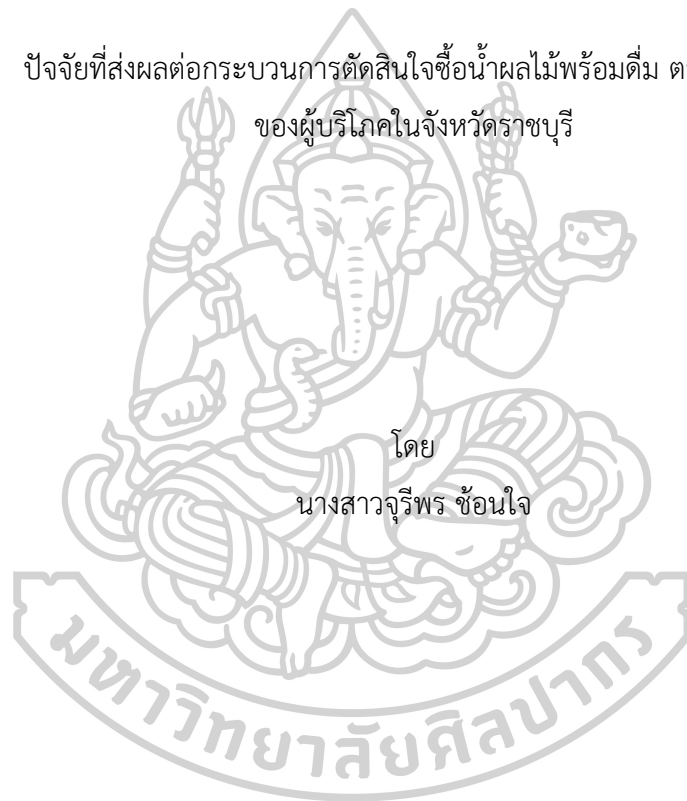 ปัจจัยที่ส่งผลต่อกระบวนการตัดสินใจซื้อน้ำผลไม้พร้อมดื่ม
ของผู้บริโภคในจังหวัดราชบุรี
โดย
นางสาวจุรีพร ช้อนใจ
มหาวิทยาลัยศิลปากร